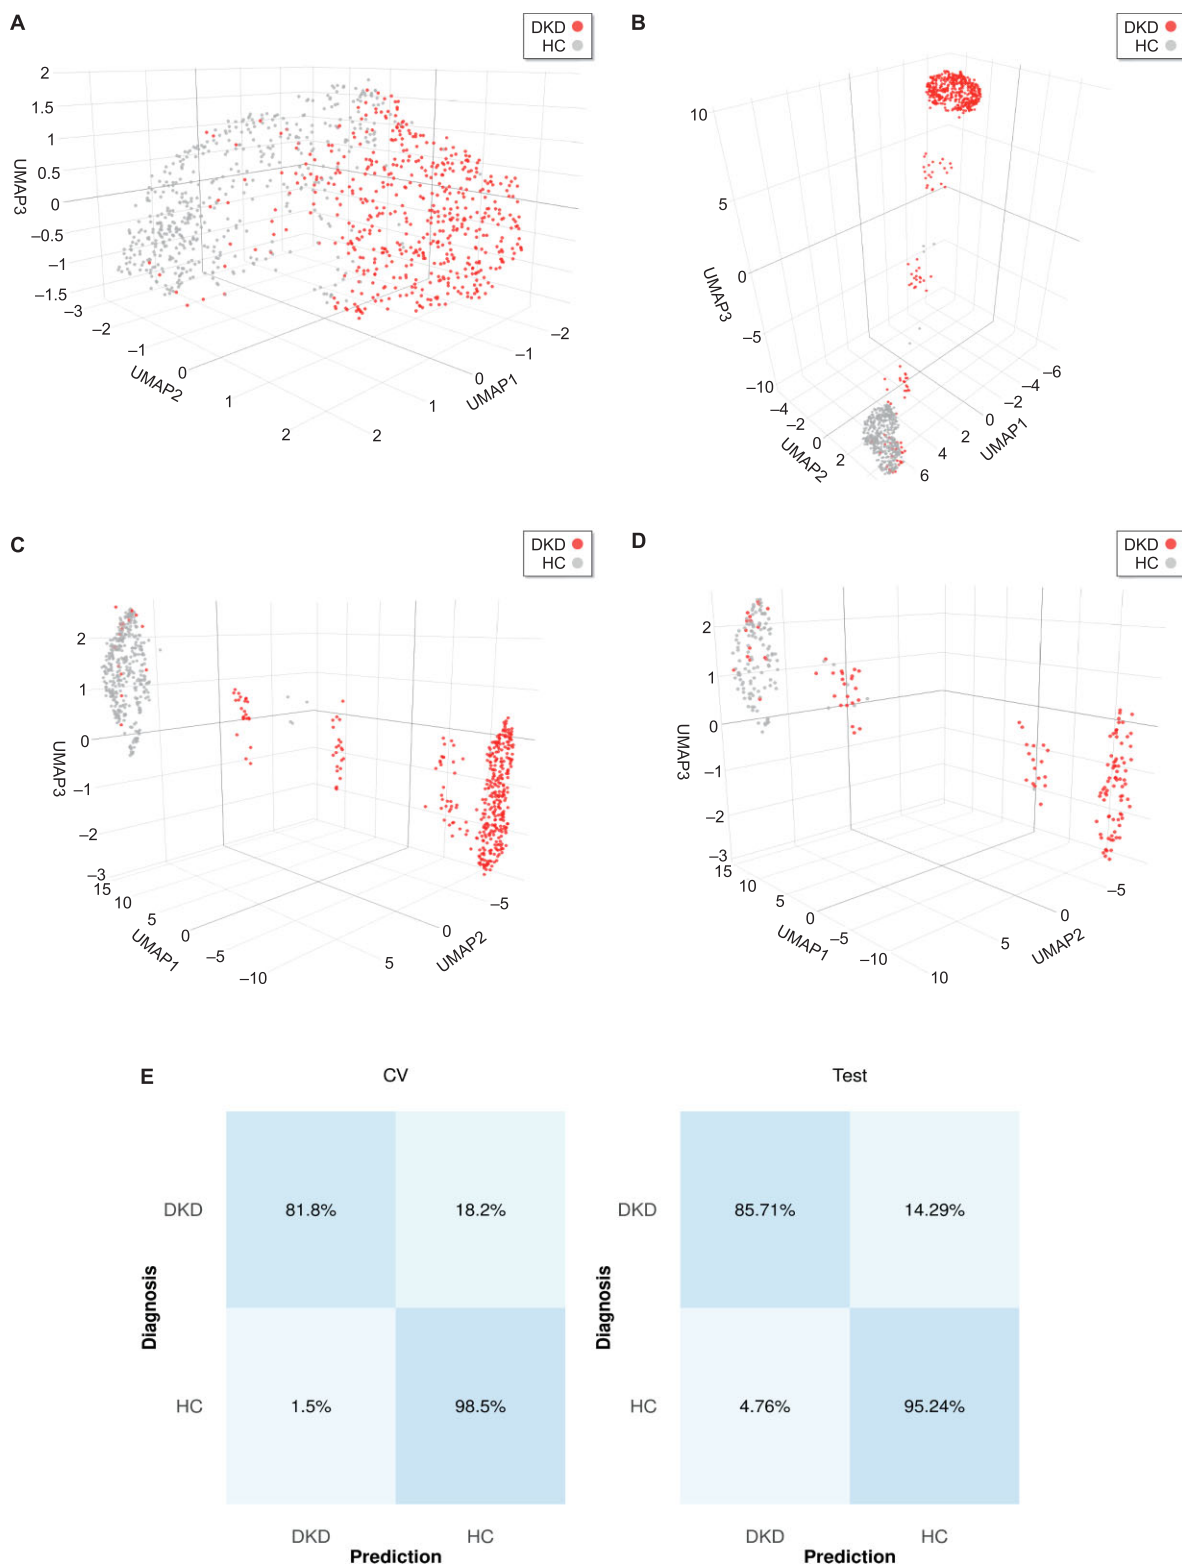 A
DKD
HC
2
1.5
1
0.5
0
–0.5
–1
–1.5
UMAP3
–3
–2
–1
0
1
2
UMAP2
–2
–1
0
1
2
UMAP1
B
DKD
HC
10
5
0
–5
–10
UMAP3
–4
–2
0
2
UMAP2
–6
–4
–2
0
2
4
6
UMAP1
C
DKD
HC
2
1
0
–1
–2
–3
UMAP3
15
10
5
0
–5
–10
UMAP1
–5
0
5
UMAP2
D
DKD
HC
2
1
0
–1
–2
–3
UMAP3
15
10
5
0
–5
–10
UMAP1
–5
0
5
10
UMAP2
E
CV
Diagnosis
DKD
81.8%
18.2%
HC
1.5%
98.5%
DKD
HC
Prediction
Test
Diagnosis
DKD
85.71%
14.29%
HC
4.76%
95.24%
DKD
HC
Prediction